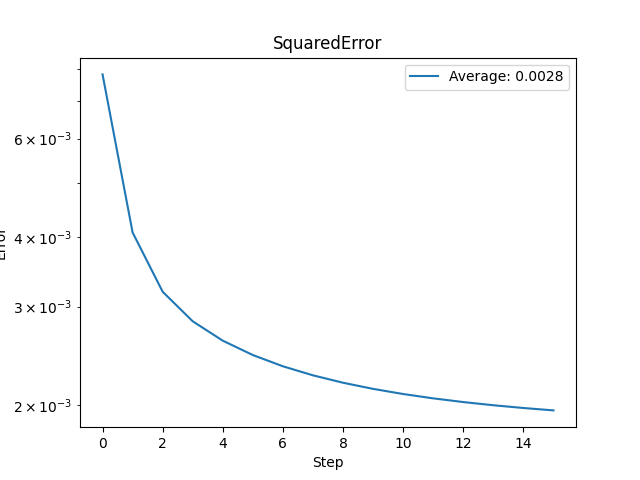 SquaredError
Average: 0.0028
6 × 10⁻³
4 × 10⁻³
3 × 10⁻³
2 × 10⁻³
Error
0 2 4 6 8 10 12 14
Step